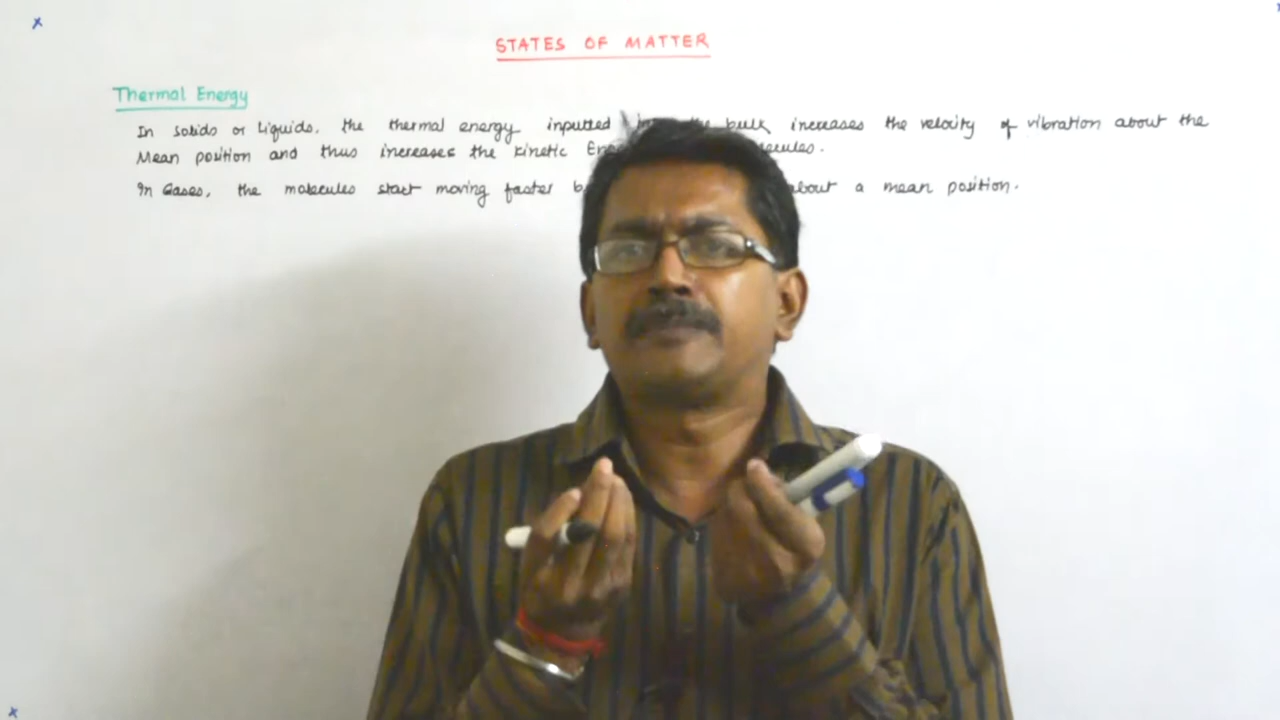 STATES OF MATTER
Thermal Energy
In solids or Liquids, the thermal energy inputted bulk increases the velocity of vibration about the
Mean position and thus increases the kinetic
In Gases, the molecules start moving faster about a mean position.